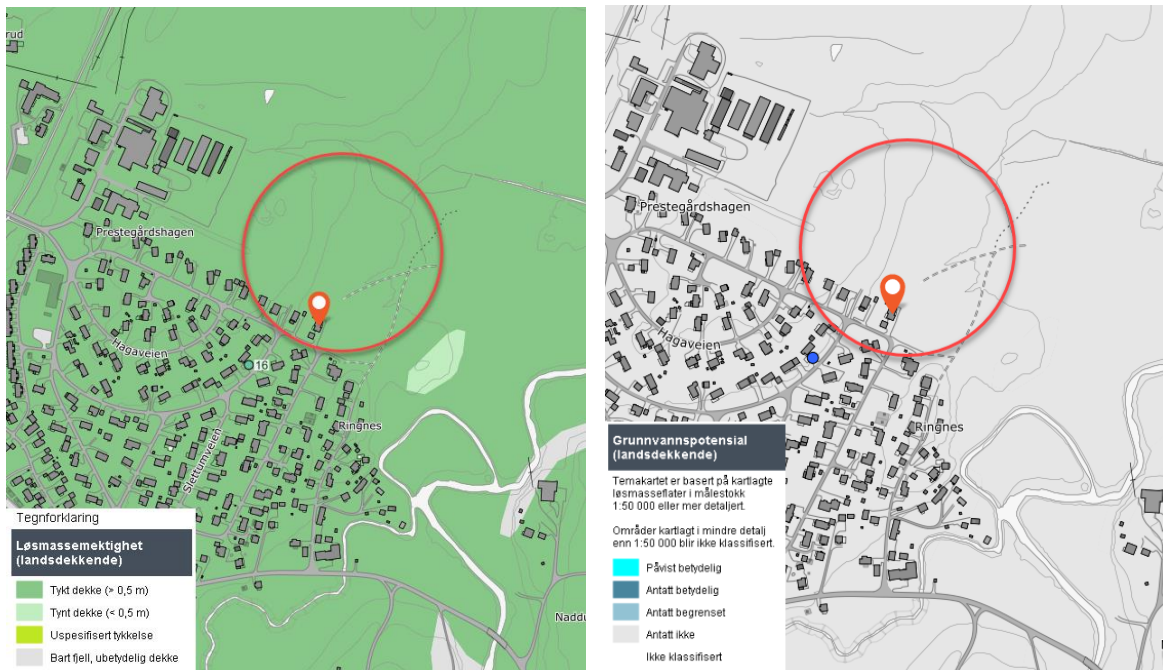 rud
Prestegårdshagen
Hagaveien
16
Ringnes
Slettumveien
Naddu
Tegnforklaring
Løsmassemektighet
(landsdekkende)
Tykt dekke (> 0,5 m)
Tynt dekke (< 0,5 m)
Uspesifisert tykkelse
Bart fjell, ubetydelig dekke
Prestegårdshagen
Hagaveien
Ringnes
Grunnvannspotensial
(landsdekkende)
Temakartet er basert på kartlagte
løsmasseflater i målestokk
1:50 000 eller mer detaljert.
Områder kartlagt i mindre detalj
enn 1:50 000 blir ikke klassifisert.
Påvist betydelig
Antatt betydelig
Antatt begrenset
Antatt ikke
Ikke klassifisert